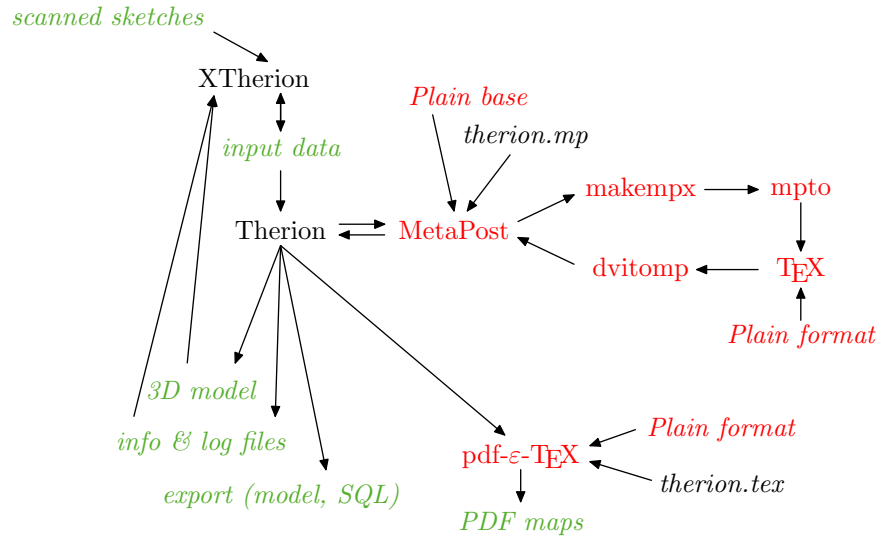 scanned sketches
XTherion
Plain base
therion.mp
input data
makempx
mpto
Therion
MetaPost
dvitomp
TEX
Plain format
3D model
info & log files
Plain format
pdf-ε-TEX
therion.tex
export (model, SQL)
PDF maps